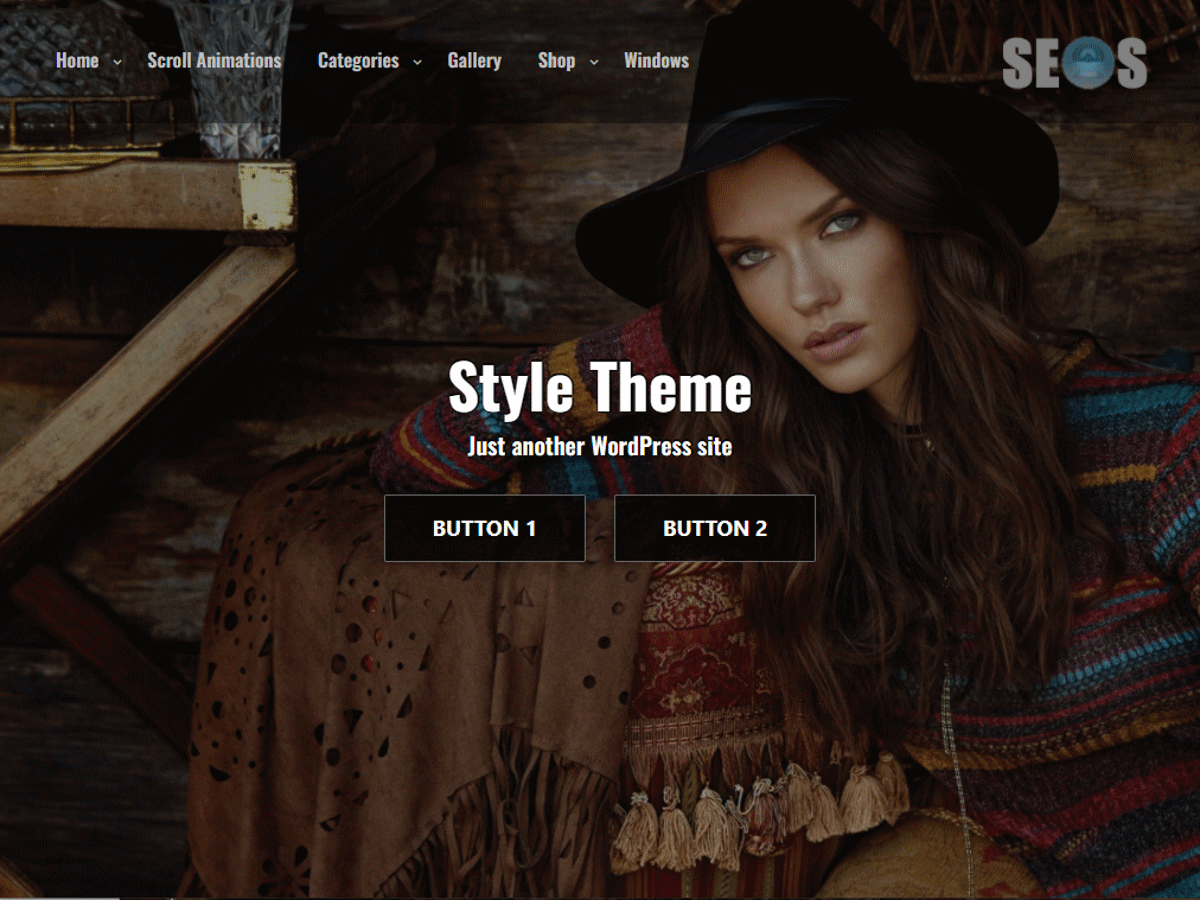 Home Scroll Animations Categories Gallery Shop Windows
SEOS
Style Theme
Just another WordPress site
BUTTON 1 BUTTON 2